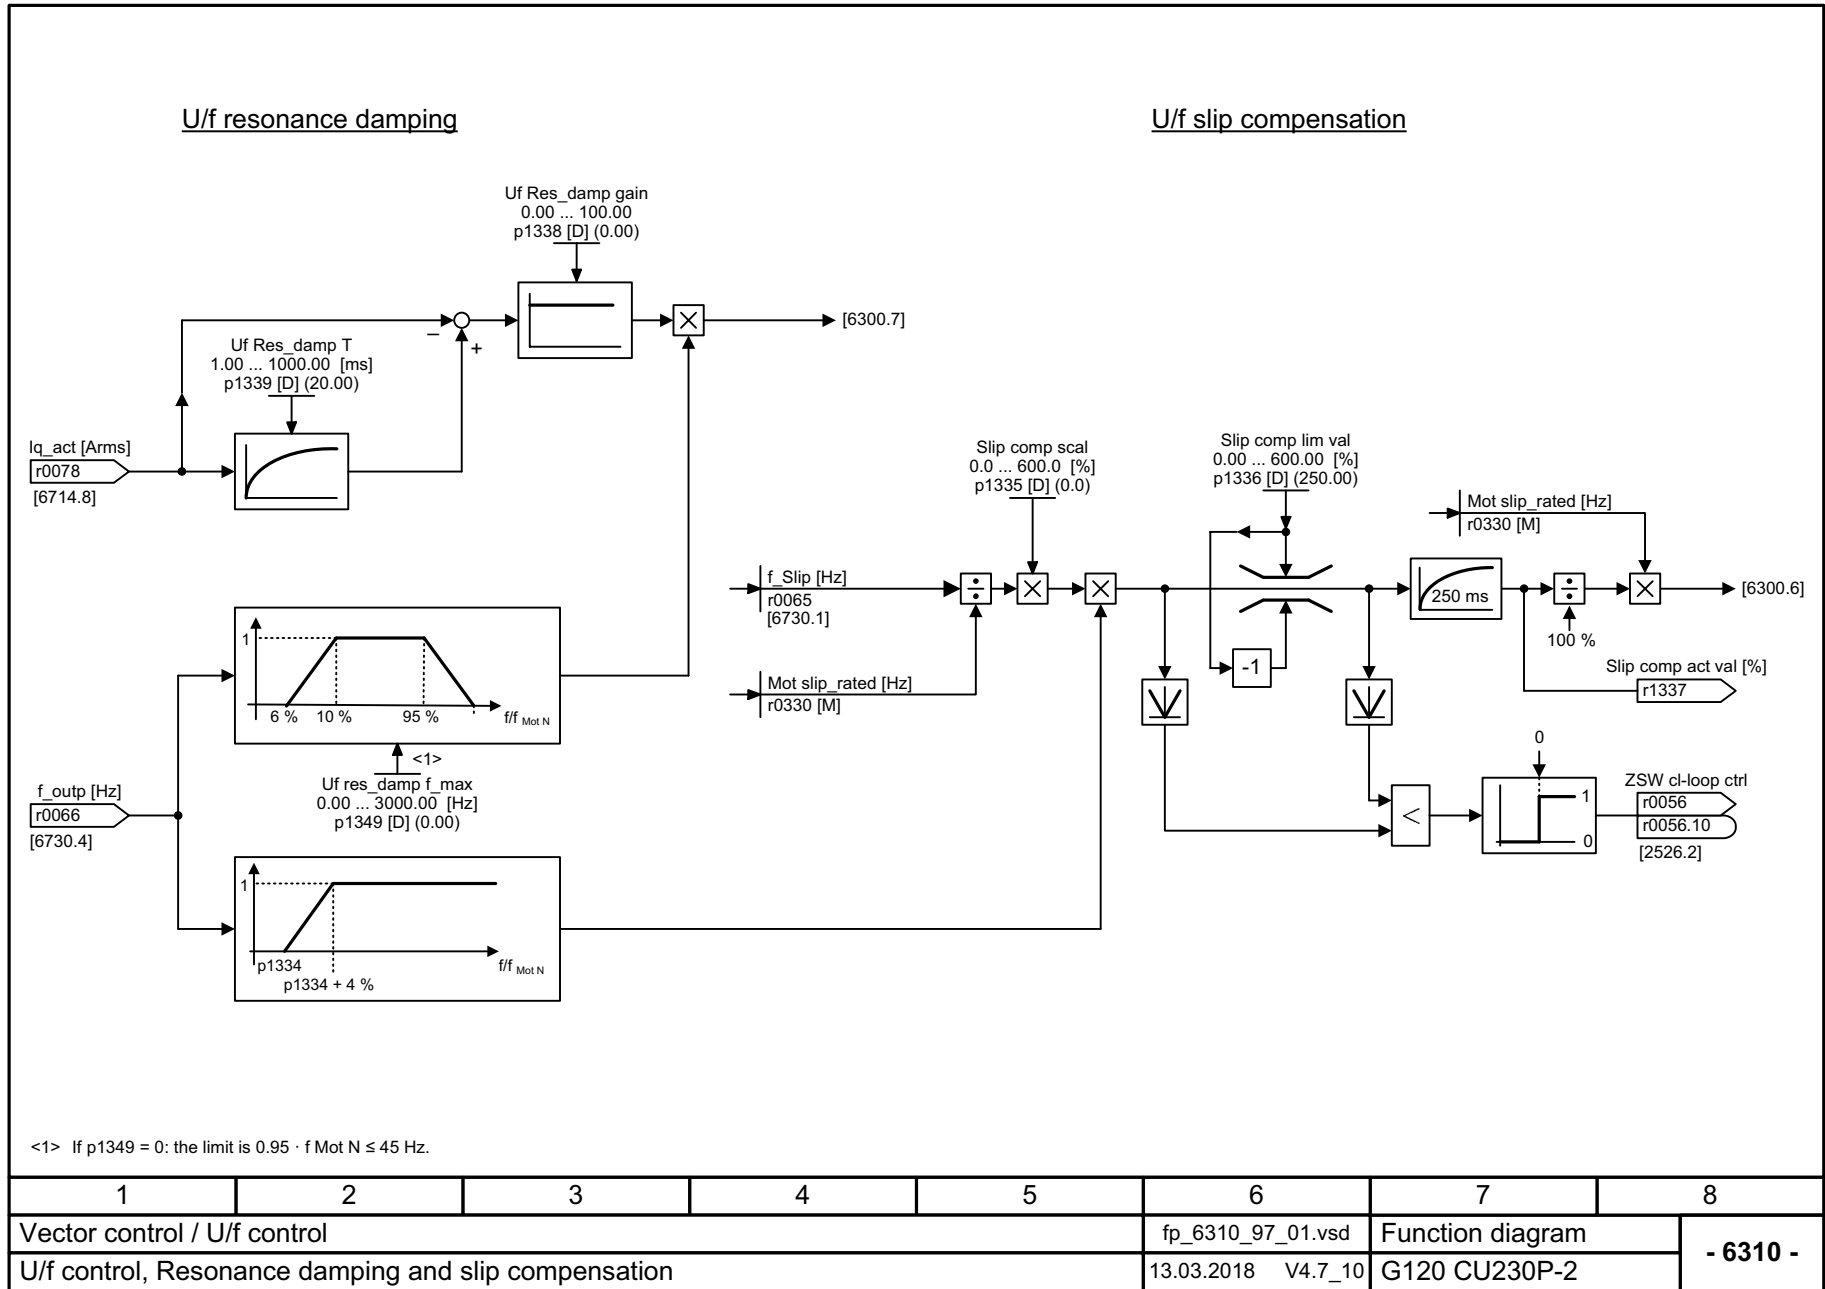 U/f resonance damping
U/f slip compensation
Uf Res_damp gain
0.00 ... 100.00
p1338 [D] (0.00)
[6300.7]
–
+
Uf Res_damp T
1.00 ... 1000.00 [ms]
p1339 [D] (20.00)
Iq_act [Arms]
r0078
[6714.8]
Slip comp scal
0.0 ... 600.0 [%]
p1335 [D] (0.0)
Slip comp lim val
0.00 ... 600.00 [%]
p1336 [D] (250.00)
Mot slip_rated [Hz]
r0330 [M]
f_Slip [Hz]
r0065
[6730.1]
÷
×
×
250 ms
÷
×
[6300.6]
100 %
-1
Mot slip_rated [Hz]
r0330 [M]
Slip comp act val [%]
r1337
1
6 %
10 %
95 %
f/f Mot N
<1>
Uf res_damp f_max
0.00 ... 3000.00 [Hz]
p1349 [D] (0.00)
f_outp [Hz]
r0066
[6730.4]
0
<
1
0
ZSW cl-loop ctrl
r0056
r0056.10
[2526.2]
1
p1334
p1334 + 4 %
f/f Mot N
<1> If p1349 = 0: the limit is 0.95 · f Mot N ≤ 45 Hz.
1 2 3 4 5 6 7 8
Vector control / U/f control
fp_6310_97_01.vsd
Function diagram
- 6310 -
U/f control, Resonance damping and slip compensation
13.03.2018 V4.7_10
G120 CU230P-2